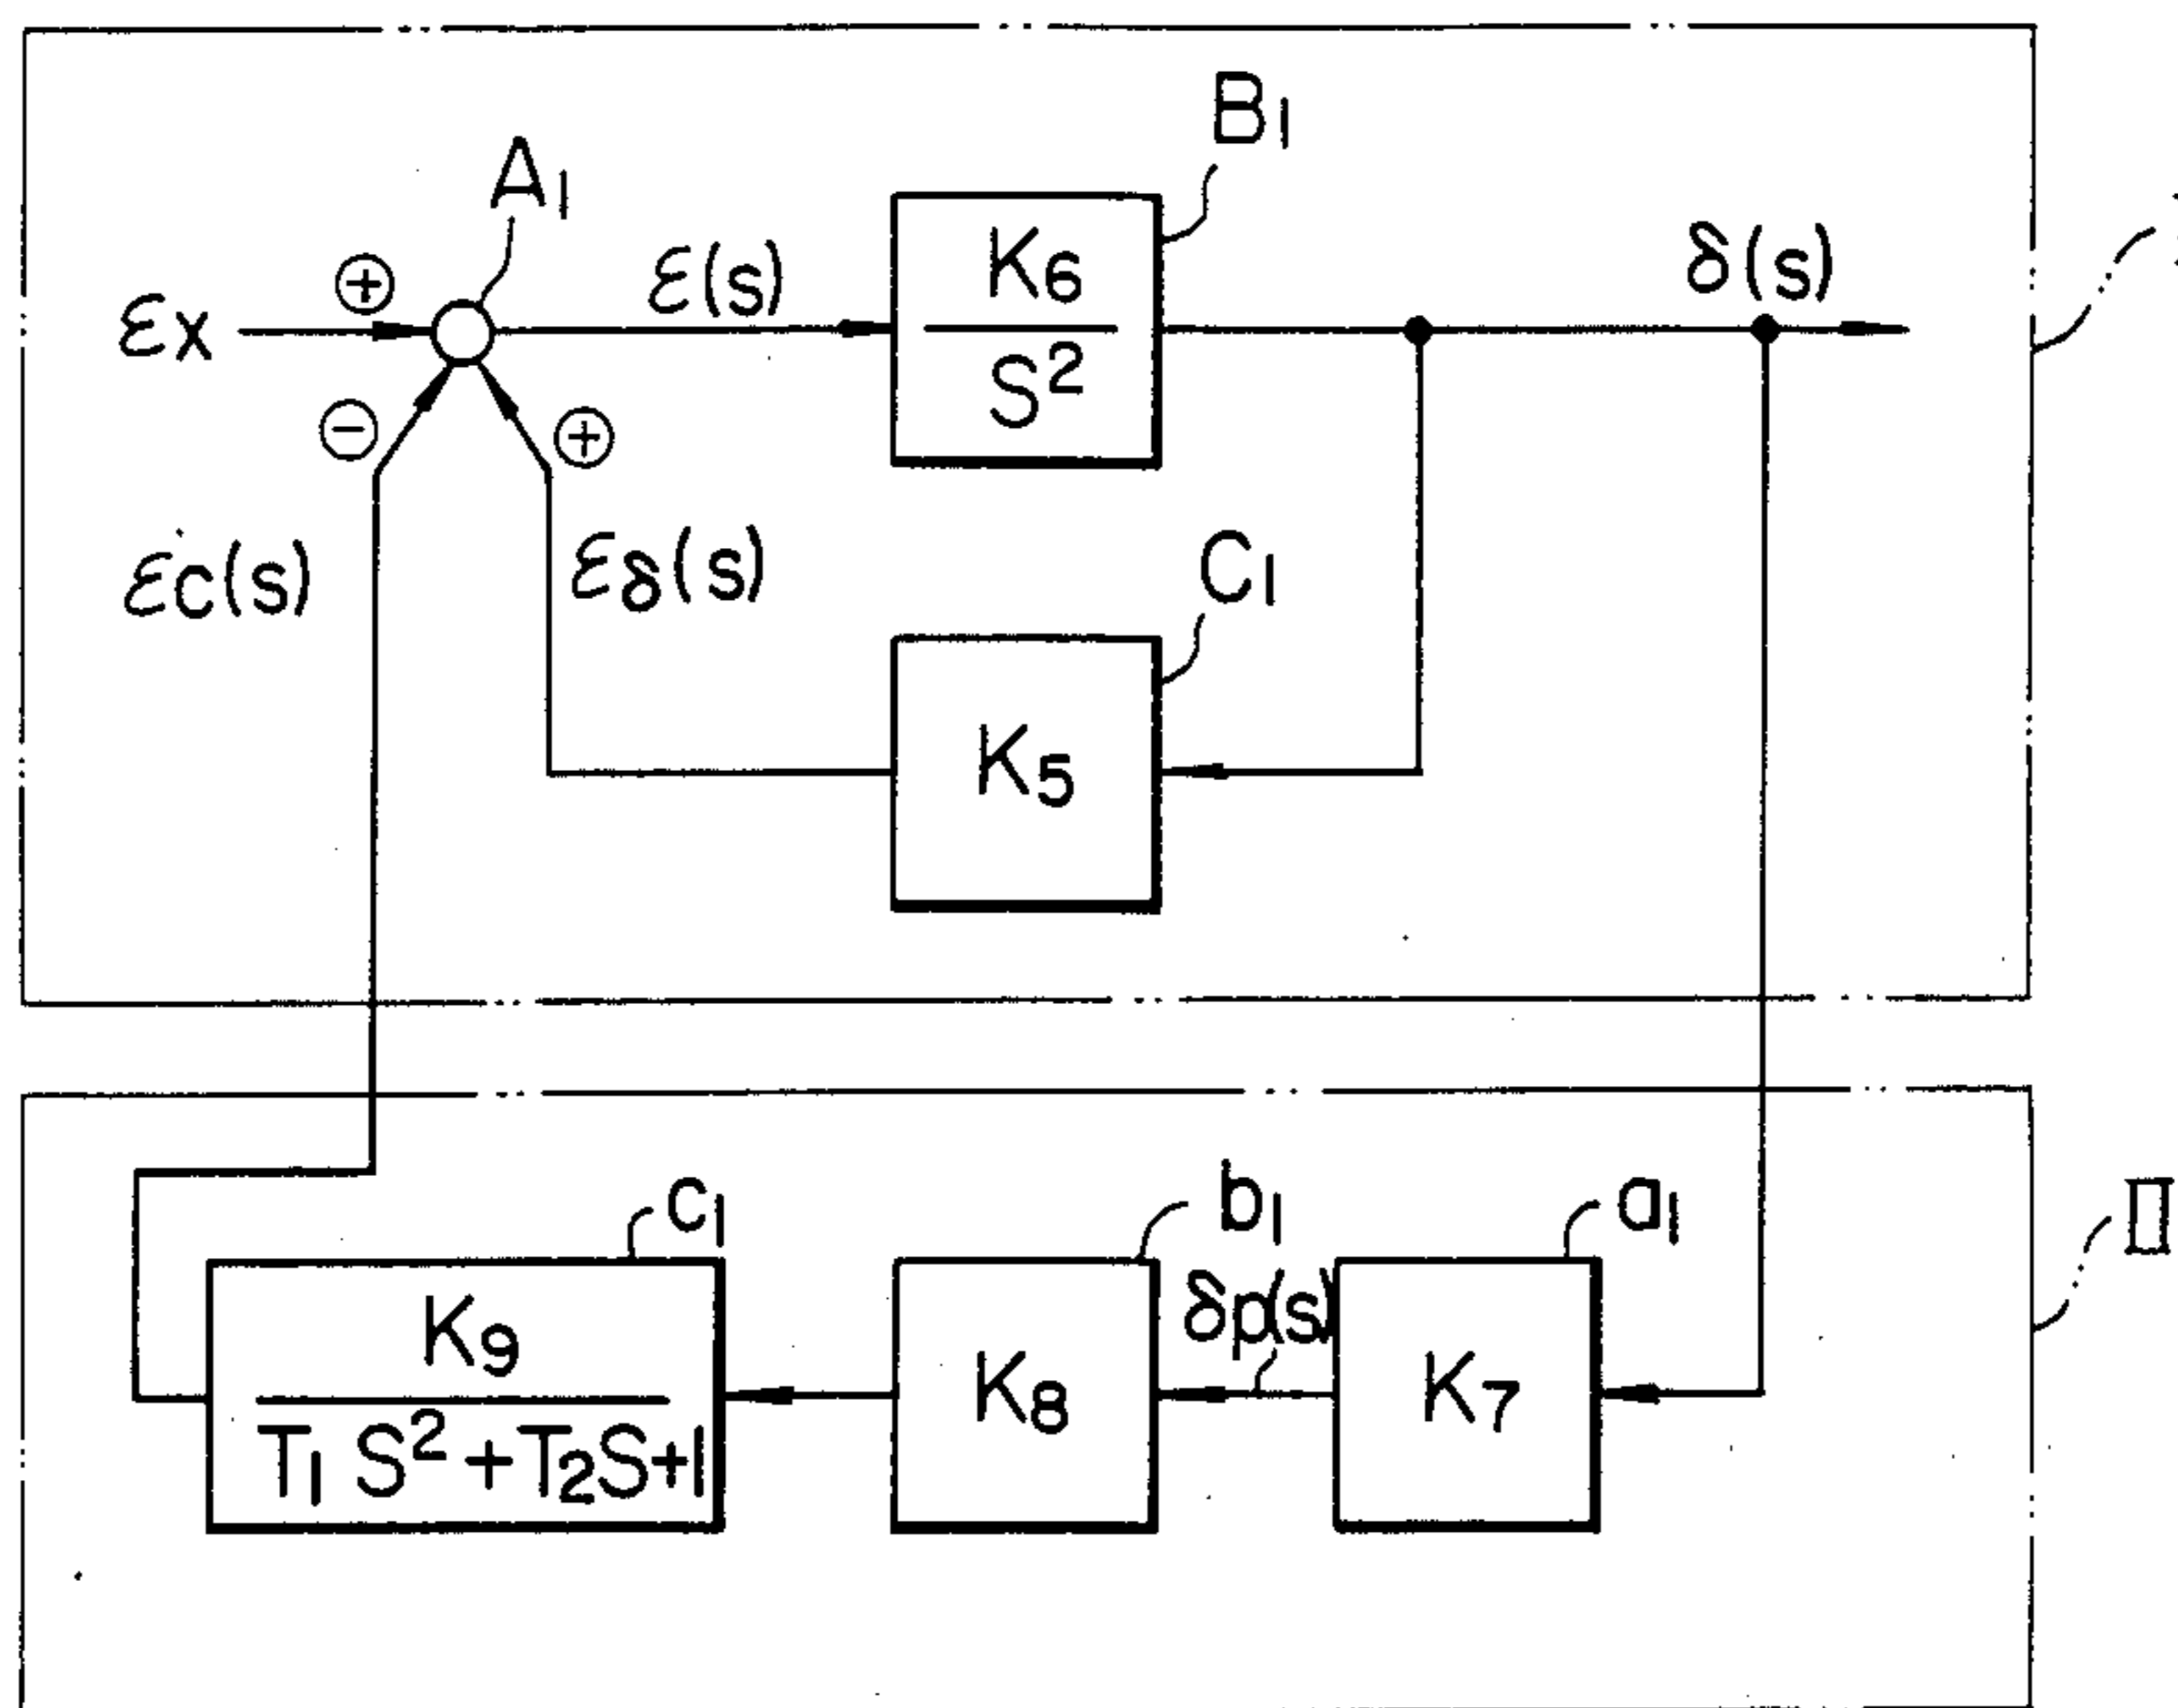 B1
A1
εx
⊕
ε(s)
K6
S²
δ(s)
⊖
⊕
εc(s)
εδ(s)
C1
K5
c1
b1
a1
II
K9
T1 S²+T2S+1
K8
δp(s)
K7